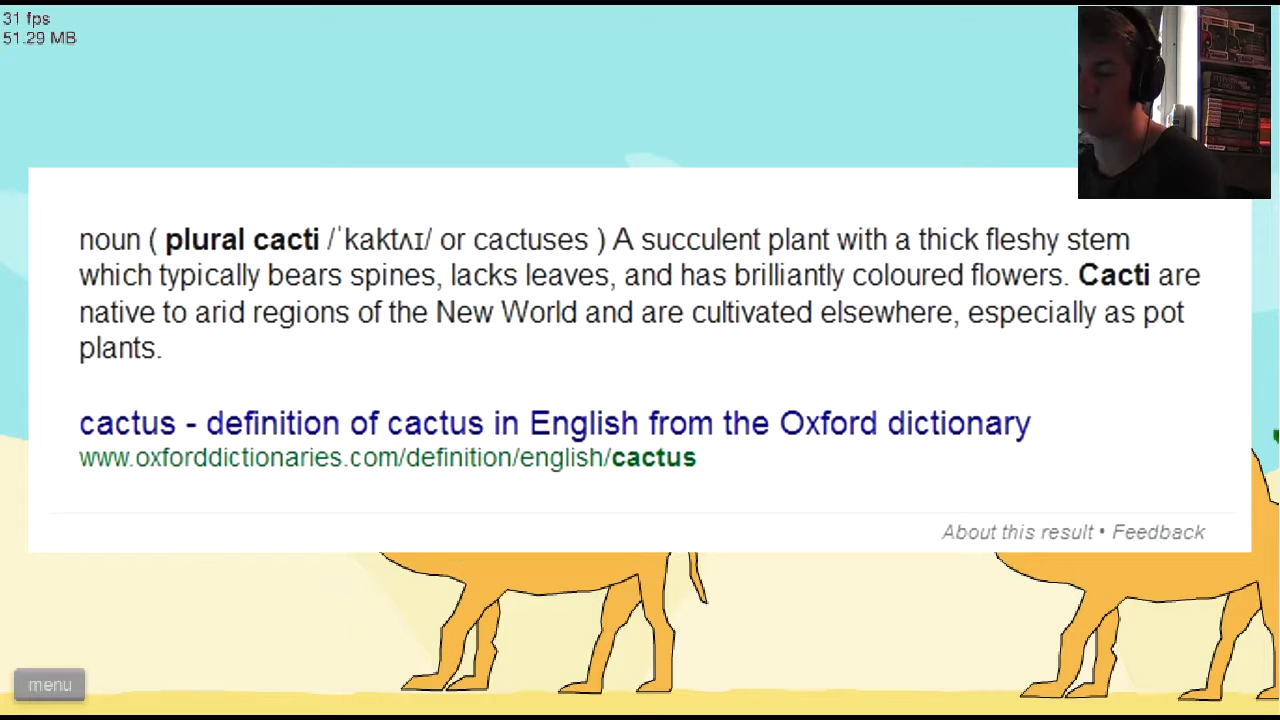 31 fps
51.29 MB
noun ( plural cacti /ˈkaktʌɪ/ or cactuses ) A succulent plant with a thick fleshy stem
which typically bears spines, lacks leaves, and has brilliantly coloured flowers. Cacti are
native to arid regions of the New World and are cultivated elsewhere, especially as pot
plants.
cactus - definition of cactus in English from the Oxford dictionary
www.oxforddictionaries.com/definition/english/cactus
About this result • Feedback
menu